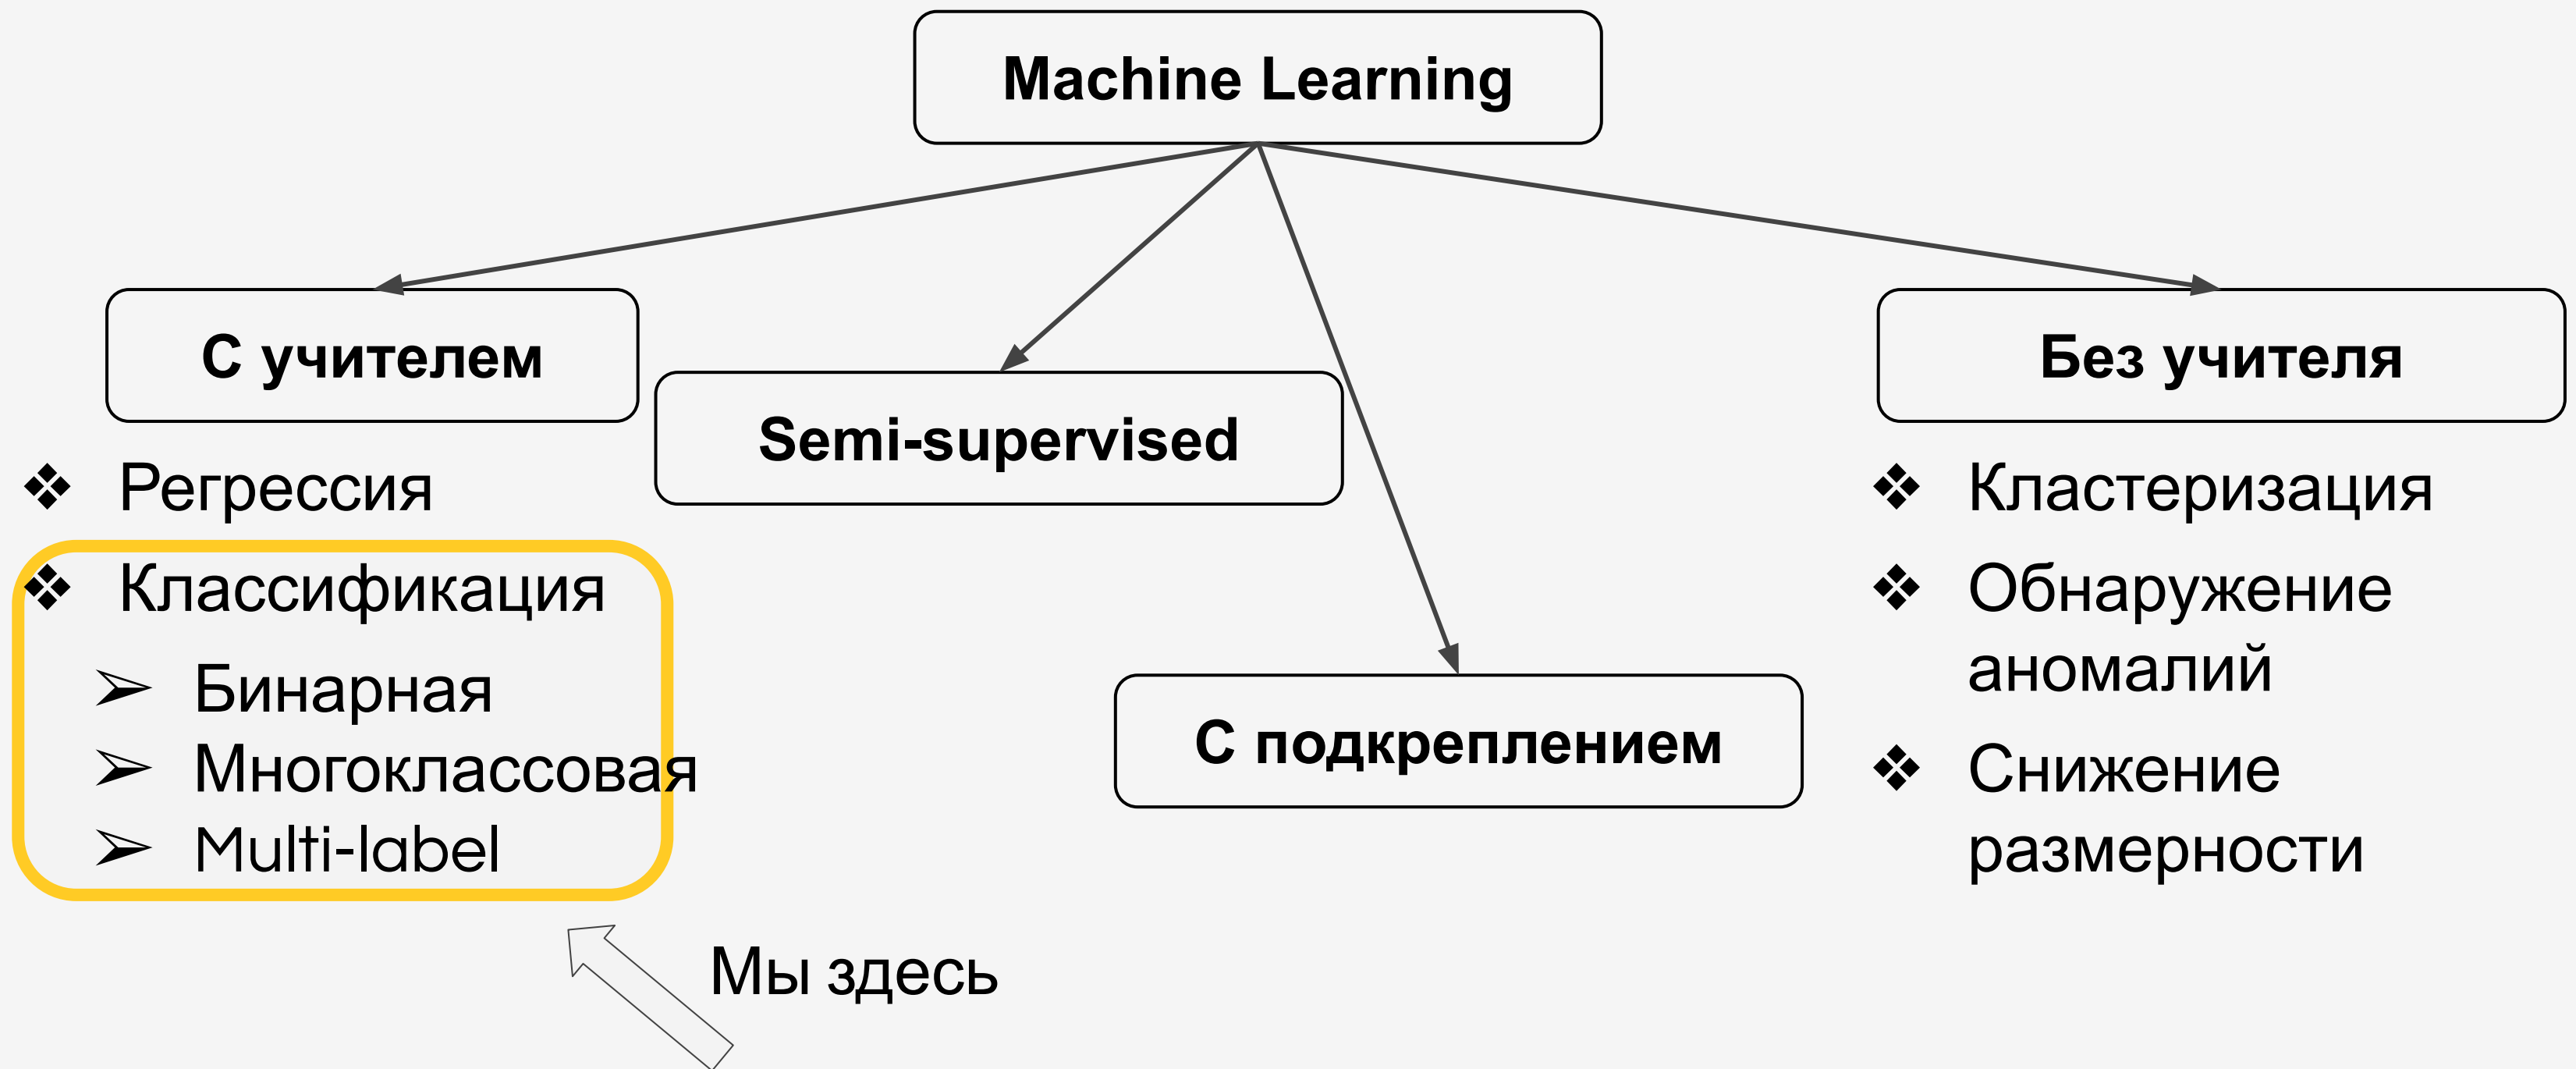 Machine Learning
С учителем
Регрессия
Классификация
Бинарная
Многоклассовая
Multi-label
Semi-supervised
С подкреплением
Без учителя
Кластеризация
Обнаружение
аномалий
Снижение
размерности
Мы здесь